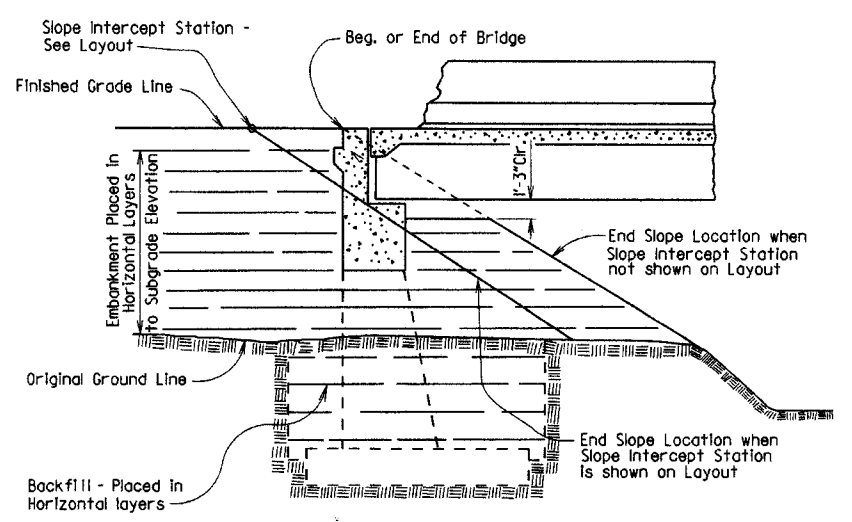 Slope Intercept Station -
See Layout
Beg. or End of Bridge
Finished Grade Line
Embankment Placed in
Horizontal Layers
to Subgrade Elevation
1'-3"Clr.
End Slope Location when
Slope Intercept Station
not shown on Layout
Original Ground Line
End Slope Location when
Slope Intercept Station
is shown on Layout
Backfill - Placed in
Horizontal layers